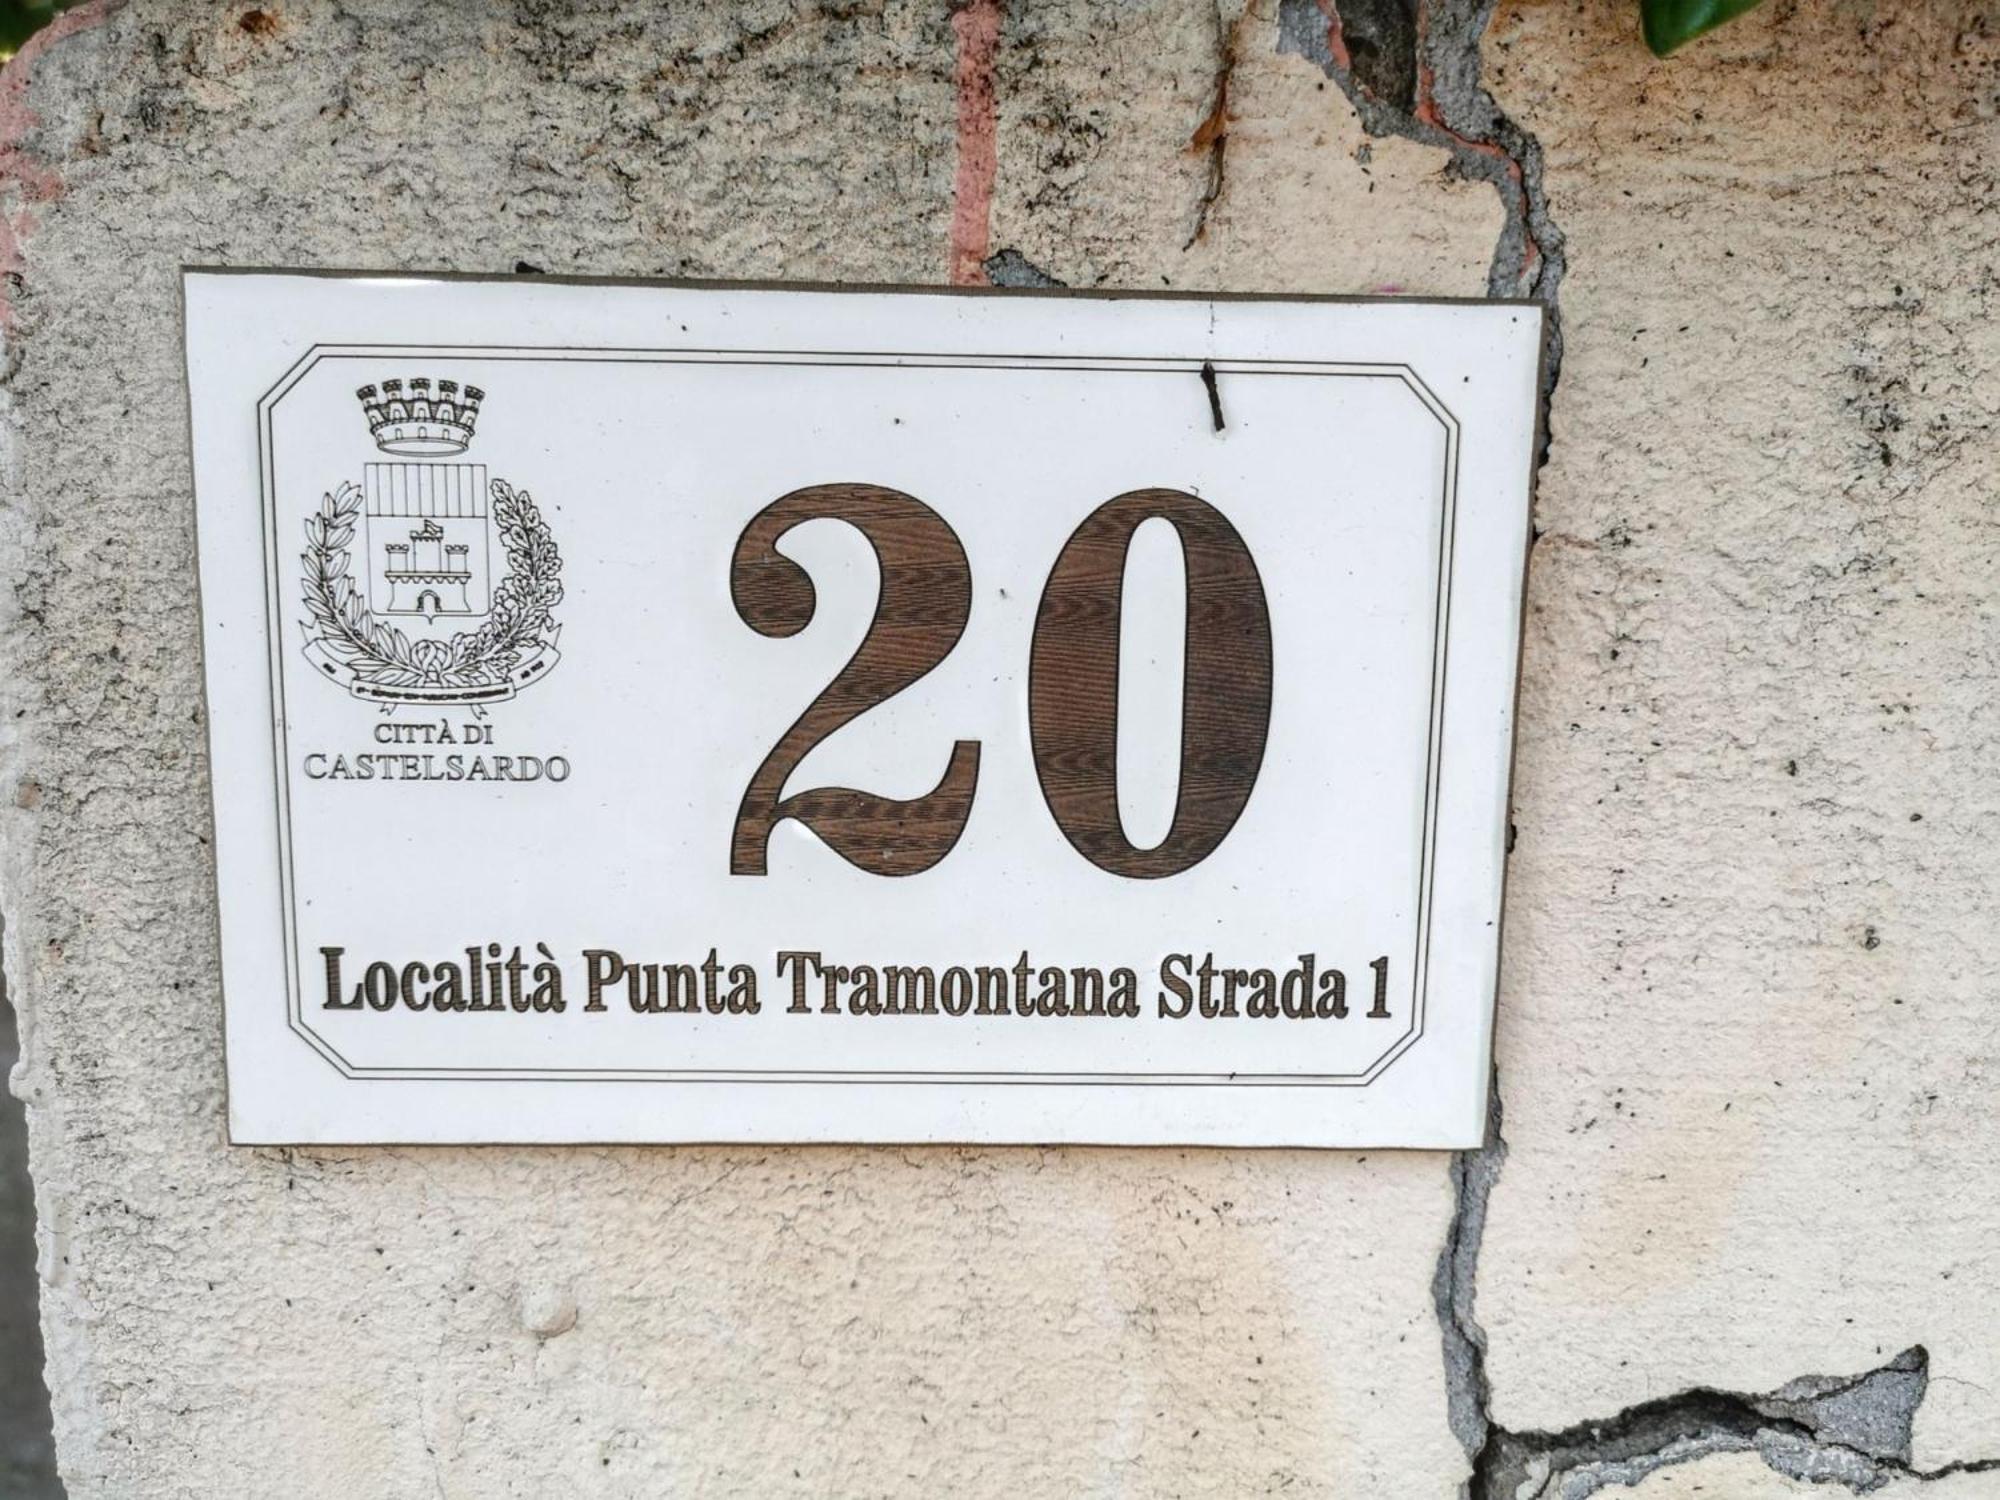 CITTÀ DI
CASTELSARDO
20
Località Punta Tramontana Strada 1